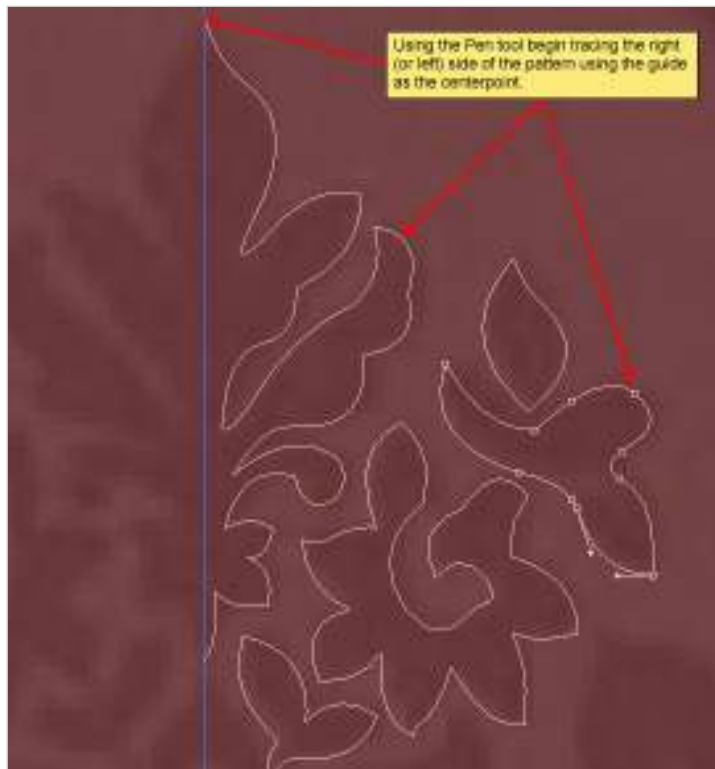 Using the Pen tool begin tracing the right
(or left) side of the pattern using the guide
as the centerpoint.